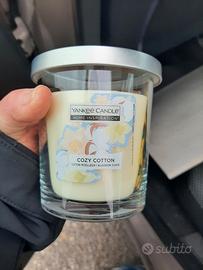 YANKEE CANDLE
HOME INSPIRATION
COZY COTTON
subito